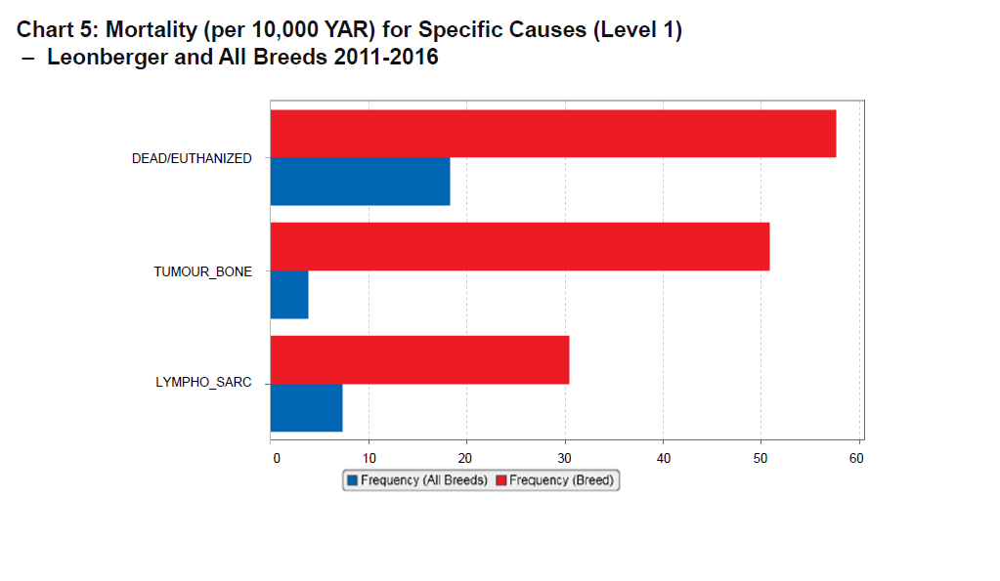 Chart 5: Mortality (per 10,000 YAR) for Specific Causes (Level 1)
– Leonberger and All Breeds 2011-2016
DEAD/EUTHANIZED
TUMOUR_BONE
LYMPHO_SARC
0 10 20 30 40 50 60
Frequency (All Breeds) Frequency (Breed)